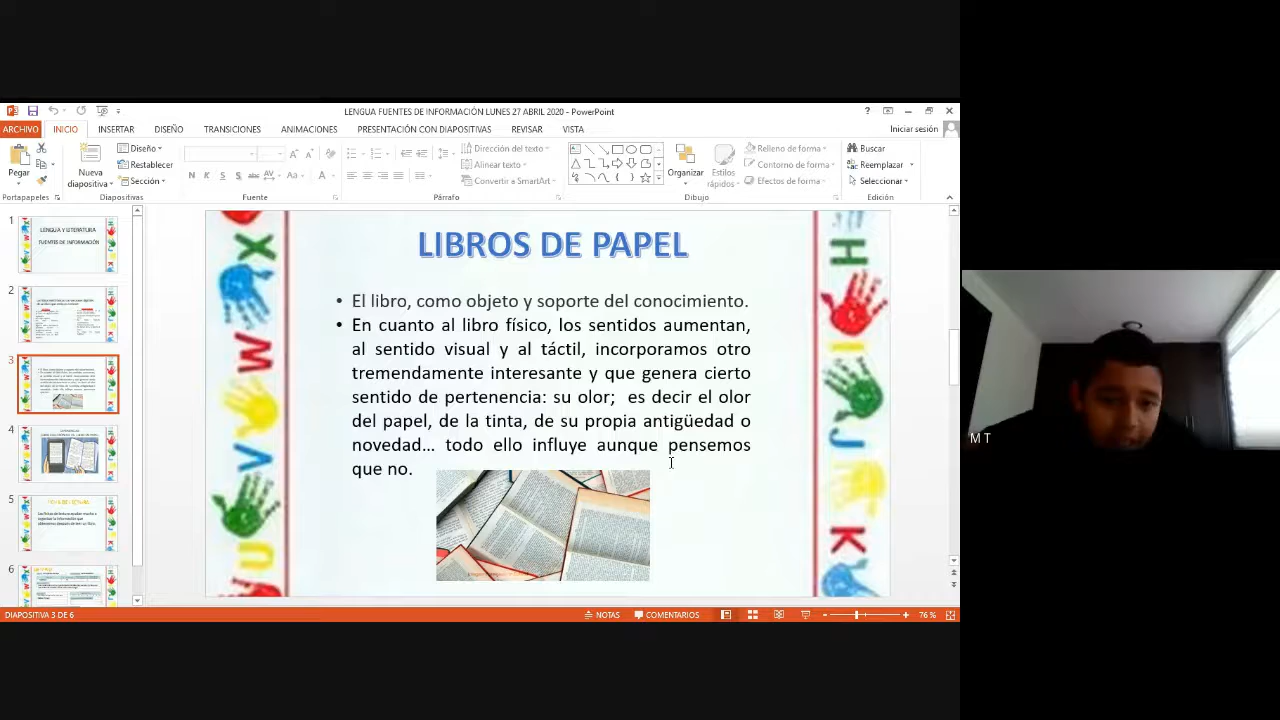 LENGUA FUENTES DE INFORMACIÓN LUNES 27 ABRIL 2020 - PowerPoint
ARCHIVO INICIO INSERTAR DISEÑO TRANSICIONES ANIMACIONES PRESENTACIÓN CON DIAPOSITIVAS REVISAR VISTA Iniciar sesión
Pegar
Nueva
diapositiva
Diseño
Restablecer
Sección
N K S S abc AV Aa A
Dirección del texto
Alinear texto
Convertir a SmartArt
Organizar
Estilos
rápidos
Relleno de forma
Contorno de forma
Efectos de forma
Buscar
Reemplazar
Seleccionar
Portapapeles Diapositivas Fuente Párrafo Dibujo Edición
1
LENGUA Y LITERATURA
FUENTES DE INFORMACIÓN
2
3
4
5
6
LIBROS DE PAPEL
• El libro, como objeto y soporte del conocimiento.
• En cuanto al libro físico, los sentidos aumentan,
al sentido visual y al táctil, incorporamos otro
tremendamente interesante y que genera cierto
sentido de pertenencia: su olor; es decir el olor
del papel, de la tinta, de su propia antigüedad o
novedad... todo ello influye aunque pensemos
que no.
X
W
V
U
H
I
J
K
M T
DIAPOSITIVA 3 DE 6 NOTAS COMENTARIOS 76 %